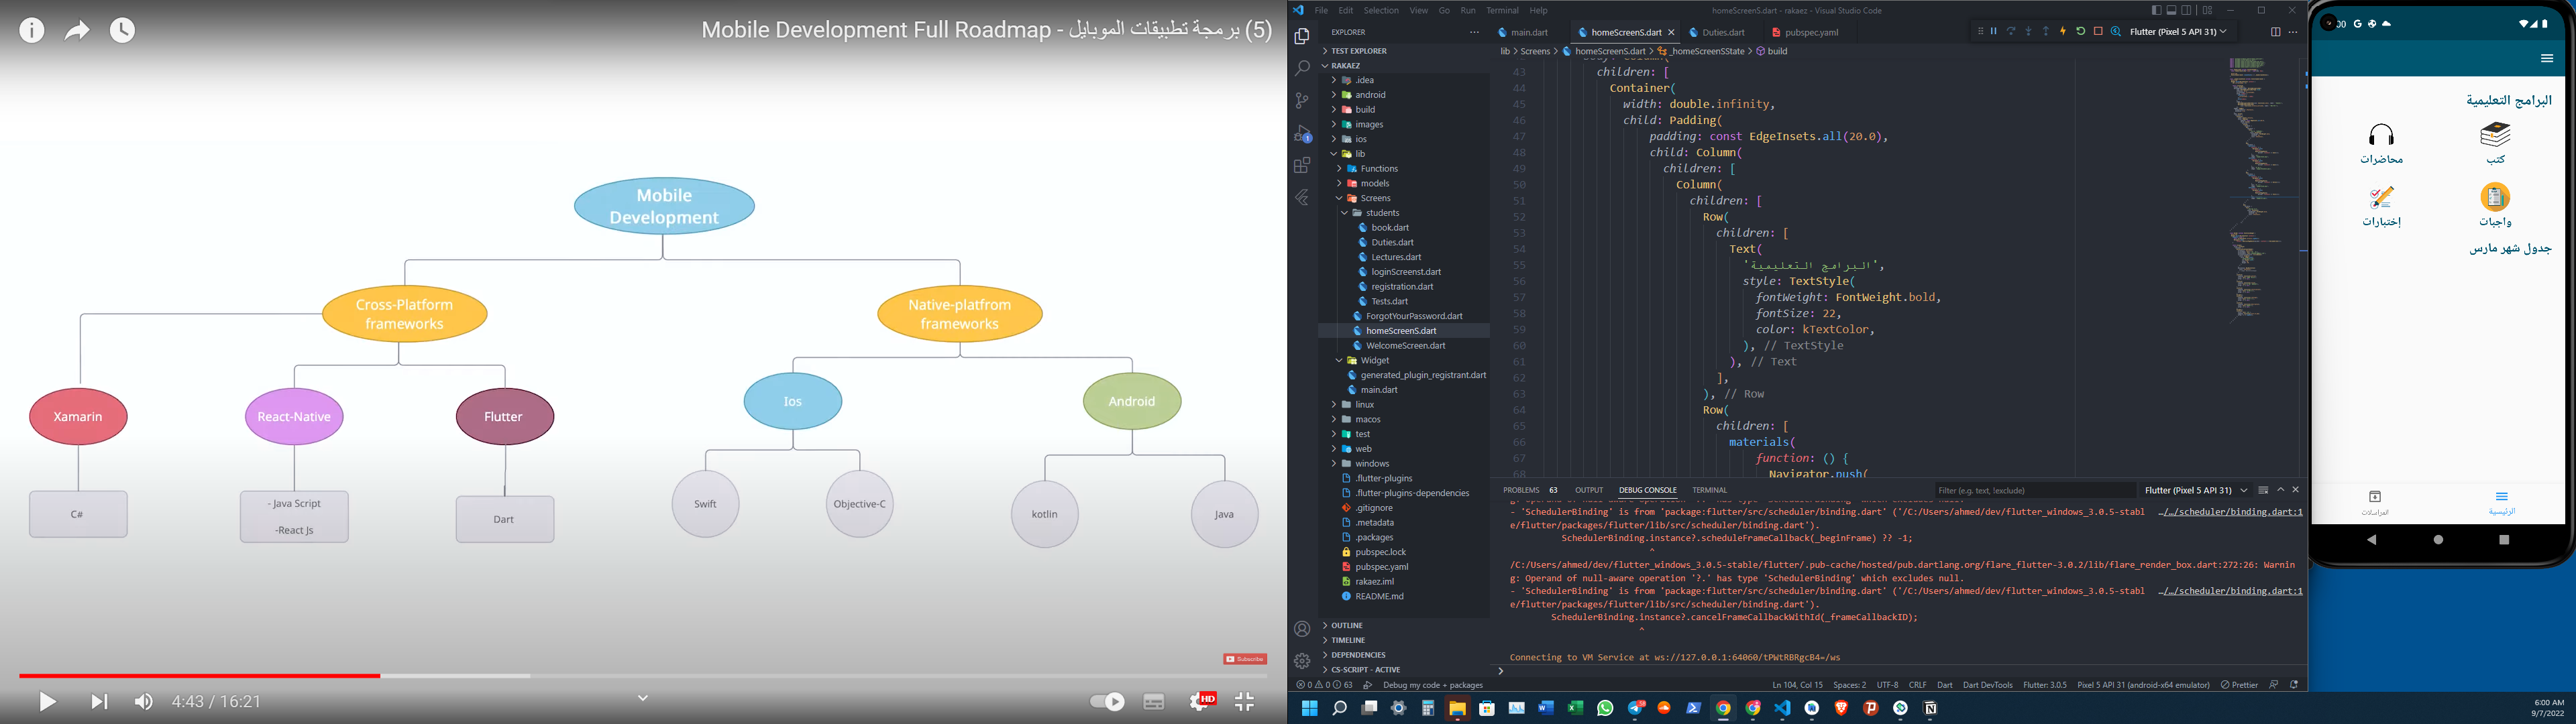 (5) برمجة تطبيقات الموبايل - Mobile Development Full Roadmap
Mobile
Development
Cross-Platform
frameworks
Native-platfrom
frameworks
Xamarin
React-Native
Flutter
Ios
Android
C#
- Java Script
-React Js
Dart
Swift
Objective-C
kotlin
Java
Subscribe
4:43 / 16:21
HD
File Edit Selection View Go Run Terminal Help
homeScreenS.dart - rakaez - Visual Studio Code
EXPLORER
TEST EXPLORER
RAKAEZ
.idea
android
build
images
ios
lib
Functions
models
Screens
students
book.dart
Duties.dart
Lectures.dart
loginScreenst.dart
registration.dart
Tests.dart
ForgotYourPassword.dart
homeScreenS.dart
WelcomeScreen.dart
Widget
generated_plugin_registrant.dart
main.dart
linux
macos
test
web
windows
.flutter-plugins
.flutter-plugins-dependencies
.gitignore
.metadata
.packages
pubspec.lock
pubspec.yaml
rakaez.iml
README.md
OUTLINE
TIMELINE
DEPENDENCIES
CS-SCRIPT - ACTIVE
main.dart homeScreenS.dart Duties.dart pubspec.yaml
Flutter (Pixel 5 API 31)
lib > Screens > homeScreenS.dart > _homeScreenSState > build
43 children: [
44 Container(
45 width: double.infinity,
46 child: Padding(
47 padding: const EdgeInsets.all(20.0),
48 child: Column(
49 children: [
50 Column(
51 children: [
52 Row(
53 children: [
54 Text(
55 'البرامج التعليمية',
56 style: TextStyle(
57 fontWeight: FontWeight.bold,
58 fontSize: 22,
59 color: kTextColor,
60 ), // TextStyle
61 ), // Text
62 ],
63 ), // Row
64 Row(
65 children: [
66 materials(
67 function: () {
68 Navigator.push(
PROBLEMS 63 OUTPUT DEBUG CONSOLE TERMINAL
Filter (e.g. text, !exclude)
Flutter (Pixel 5 API 31)
g: Operand of null-aware operation '?.' has type 'SchedulerBinding' which excludes null.
- 'SchedulerBinding' is from 'package:flutter/src/scheduler/binding.dart' ('/C:/Users/ahmed/dev/flutter_windows_3.0.5-stabl …/…/scheduler/binding.dart:1
e/flutter/packages/flutter/lib/src/scheduler/binding.dart').
SchedulerBinding.instance?.scheduleFrameCallback(_beginFrame) ?? -1;
^
/C:/Users/ahmed/dev/flutter_windows_3.0.5-stable/flutter/.pub-cache/hosted/pub.dartlang.org/flare_flutter-3.0.2/lib/flare_render_box.dart:272:26: Warnin
g: Operand of null-aware operation '?.' has type 'SchedulerBinding' which excludes null.
- 'SchedulerBinding' is from 'package:flutter/src/scheduler/binding.dart' ('/C:/Users/ahmed/dev/flutter_windows_3.0.5-stabl …/…/scheduler/binding.dart:1
e/flutter/packages/flutter/lib/src/scheduler/binding.dart').
SchedulerBinding.instance?.cancelFrameCallbackWithId(_frameCallbackID);
^
Connecting to VM Service at ws://127.0.0.1:64060/tPWtRBRgcB4=/ws
0 0 63 Debug my code + packages
Ln 104, Col 15 Spaces: 2 UTF-8 CRLF Dart Dart DevTools Flutter: 3.0.5 Pixel 5 API 31 (android-x64 emulator) Prettier
البرامج التعليمية
كتب
محاضرات
واجبات
إختبارات
جدول شهر مارس
الرئيسية
المراسلات
6:00 AM
9/7/2022